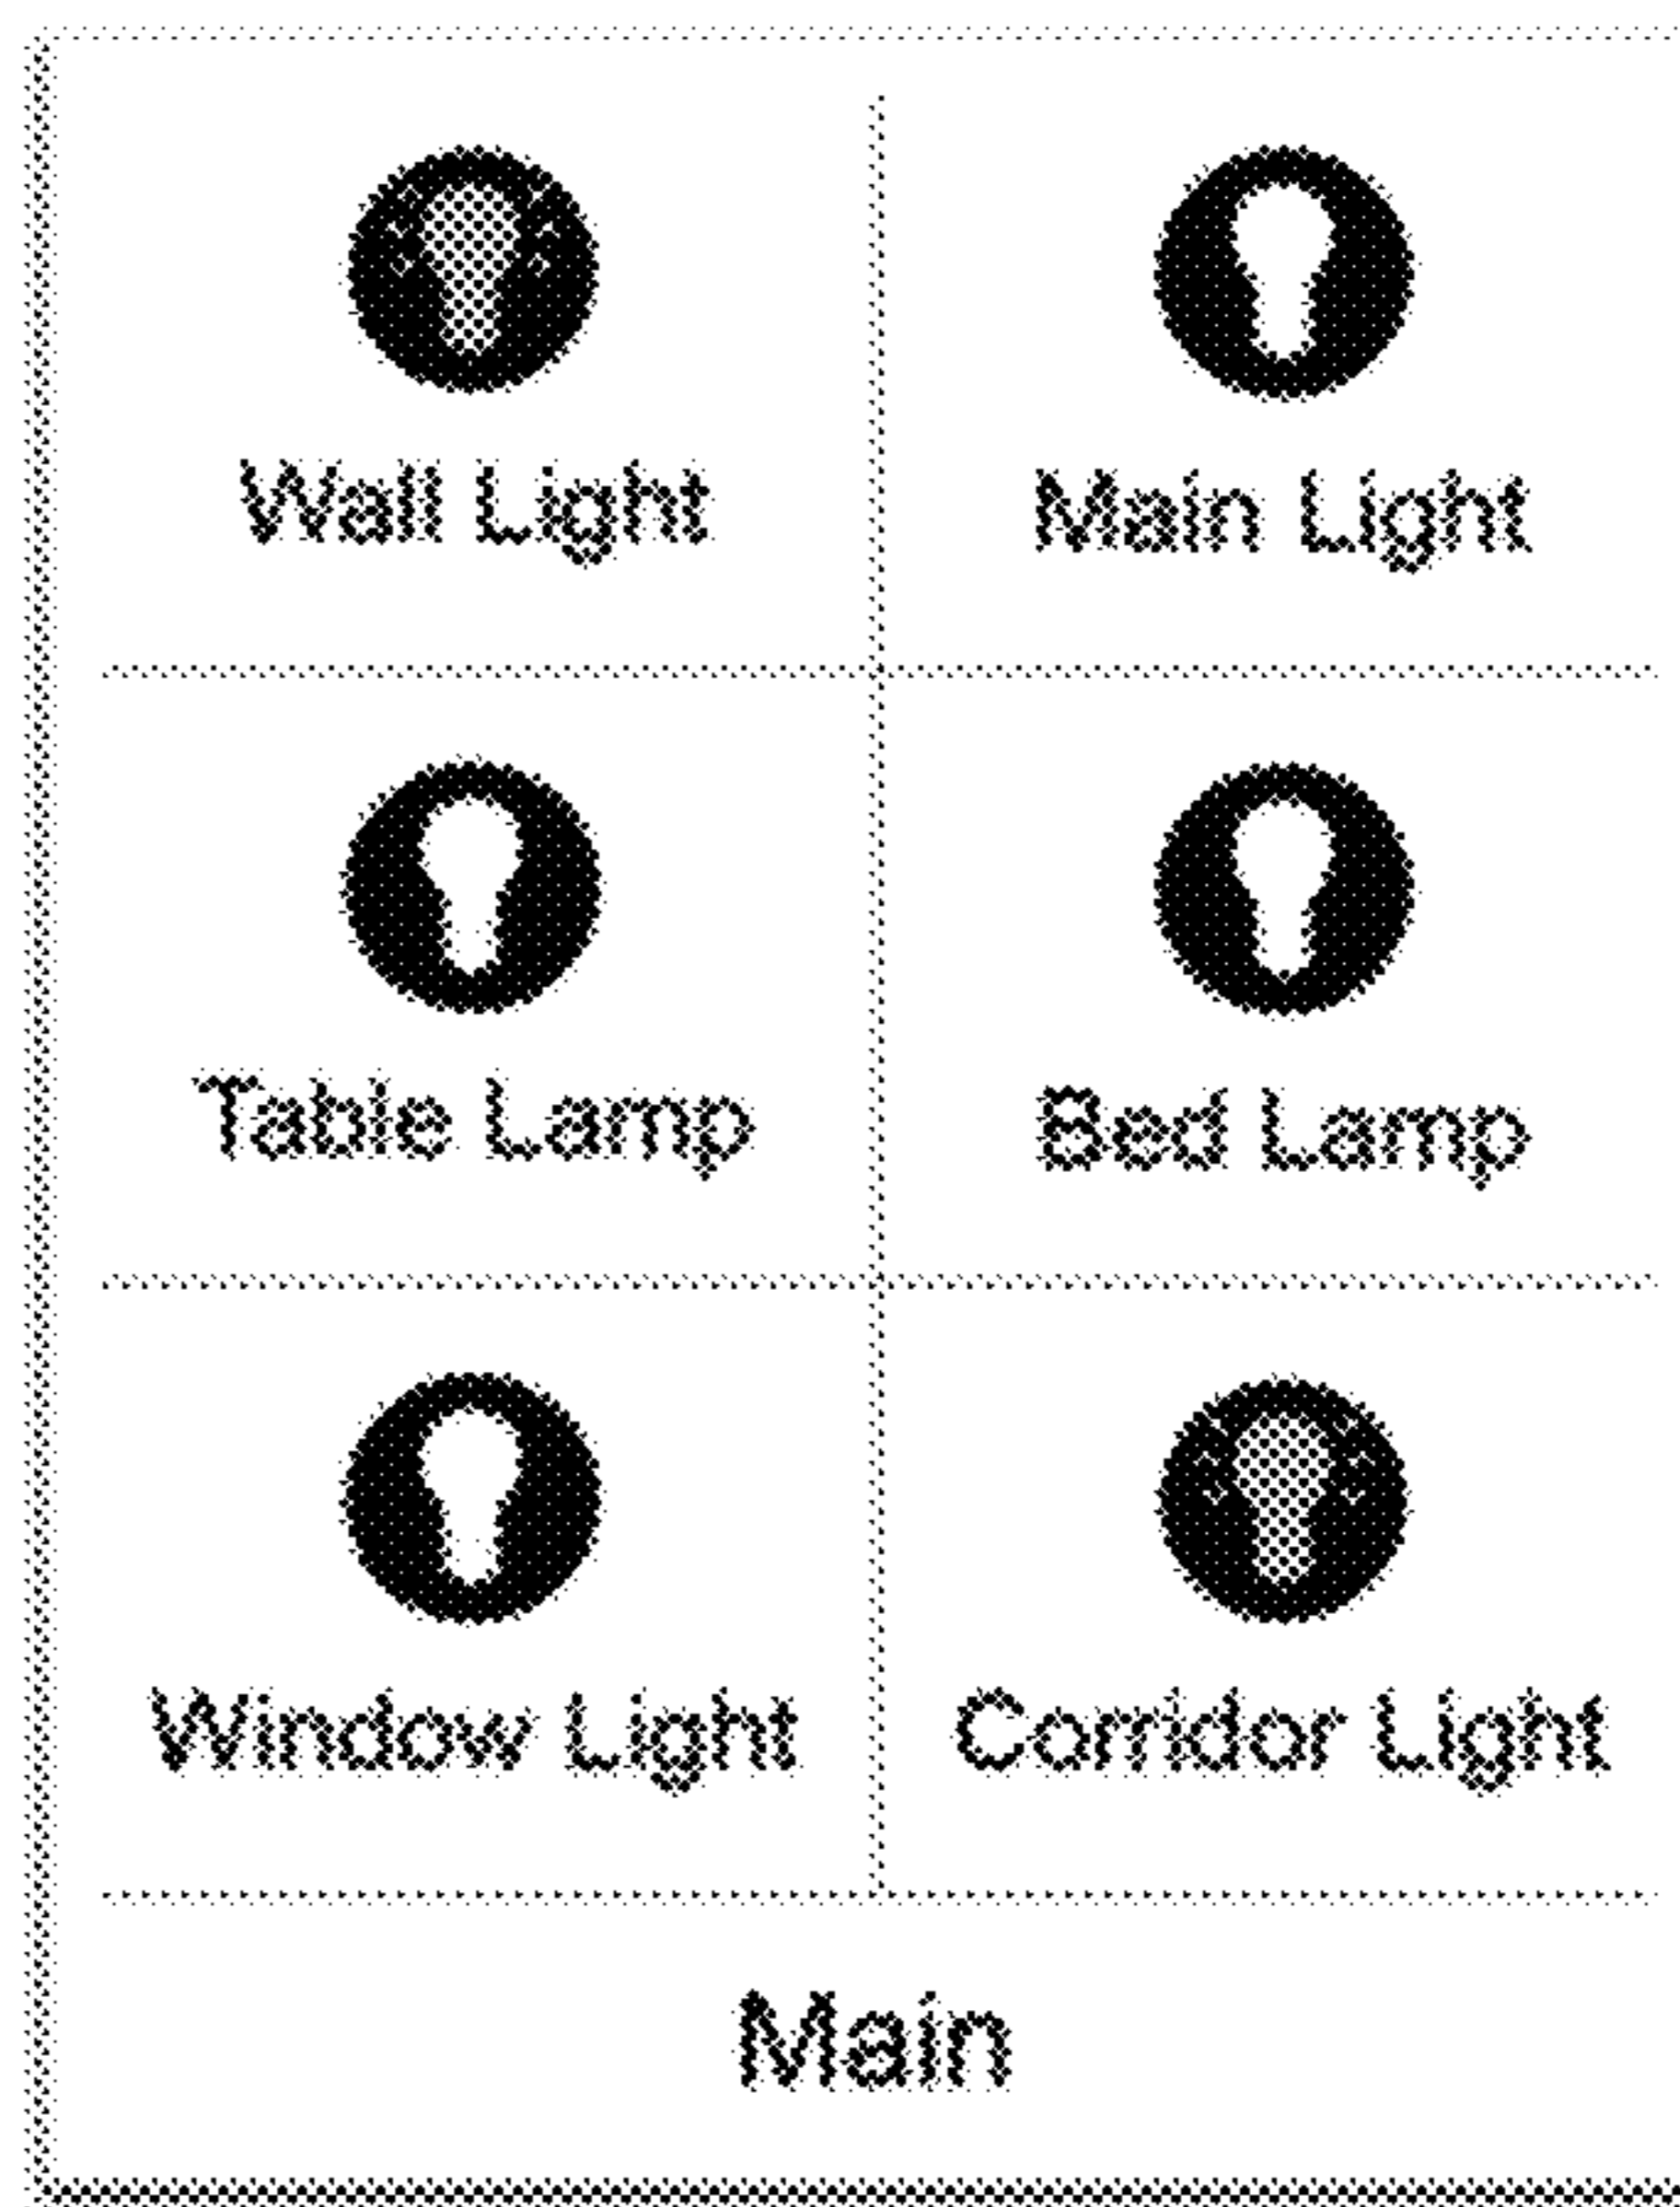 Wall Light
Main Light
Table Lamp
Bed Lamp
Window Light
Corridor Light
Main